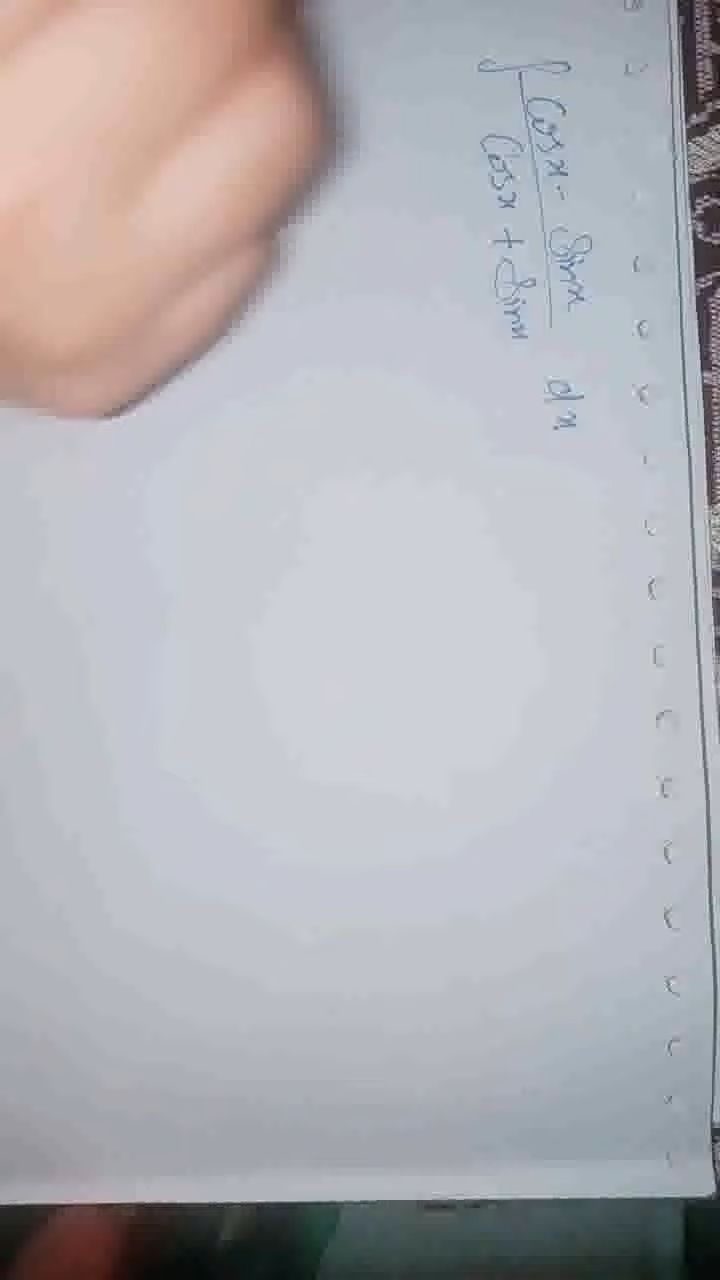 ∫ Cosx - Sinx / Cosx + Sinx dx